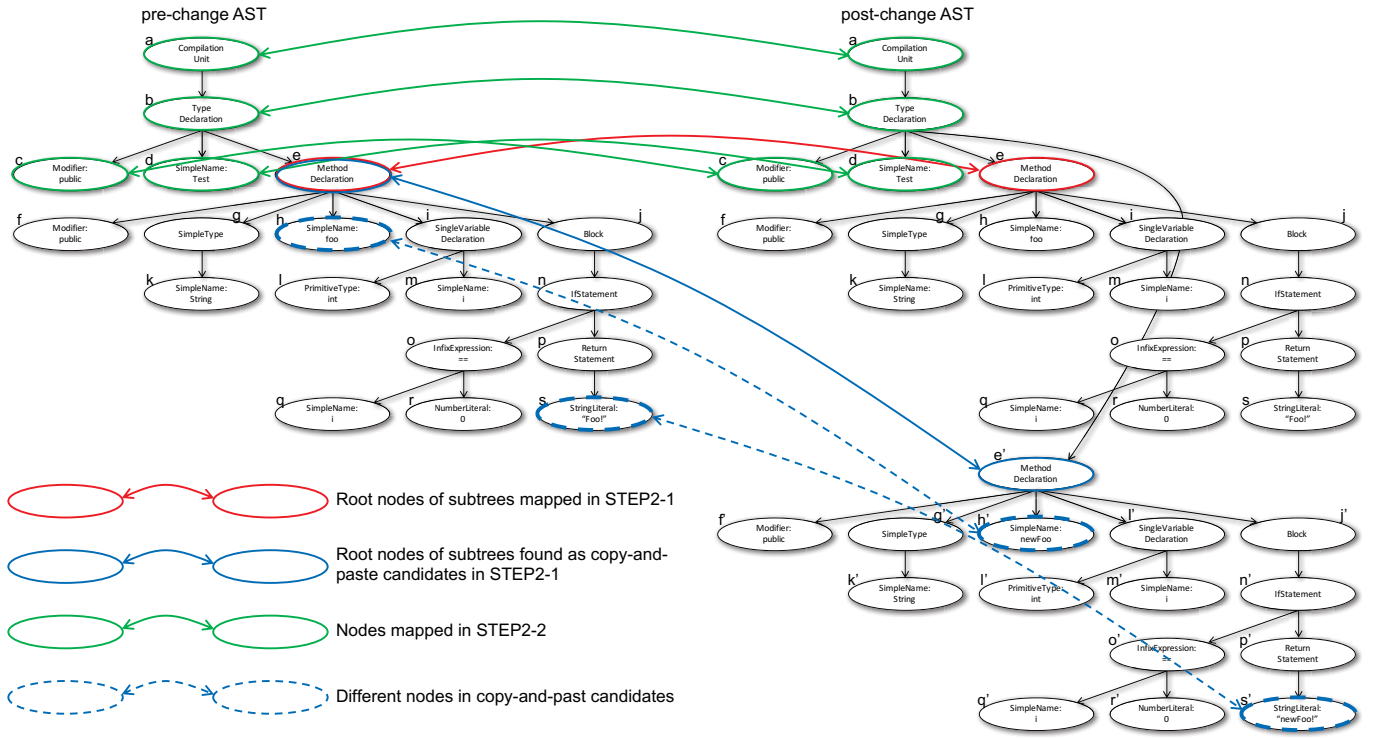 pre-change AST
post-change AST
a
Compilation
Unit
a
Compilation
Unit
b
Type
Declaration
b
Type
Declaration
c
Modifier:
public
d
SimpleName:
Test
e
Method
Declaration
c
Modifier:
public
d
SimpleName:
Test
e
Method
Declaration
f
Modifier:
public
g
SimpleType
h
SimpleName:
foo
i
SingleVariable
Declaration
j
Block
f
Modifier:
public
g
SimpleType
h
SimpleName:
foo
i
SingleVariable
Declaration
j
Block
k
SimpleName:
String
l
PrimitiveType:
int
m
SimpleName:
i
n
IfStatement
k
SimpleName:
String
l
PrimitiveType:
int
m
SimpleName:
i
n
IfStatement
o
InfixExpression:
==
p
Return
Statement
o
InfixExpression:
==
p
Return
Statement
q
SimpleName:
i
r
NumberLiteral:
0
s
StringLiteral:
“Foo!”
q
SimpleName:
i
r
NumberLiteral:
0
s
StringLiteral:
“Foo!”
e’
Method
Declaration
f’
Modifier:
public
g’
SimpleType
h’
SimpleName:
newFoo
I’
SingleVariable
Declaration
j’
Block
k’
SimpleName:
String
l’
PrimitiveType:
int
m’
SimpleName:
i
n’
IfStatement
o’
InfixExpression:
==
p’
Return
Statement
q’
SimpleName:
i
r’
NumberLiteral:
0
s’
StringLiteral:
“newFoo!”
Root nodes of subtrees mapped in STEP2-1
Root nodes of subtrees found as copy-and-
paste candidates in STEP2-1
Nodes mapped in STEP2-2
Different nodes in copy-and-past candidates